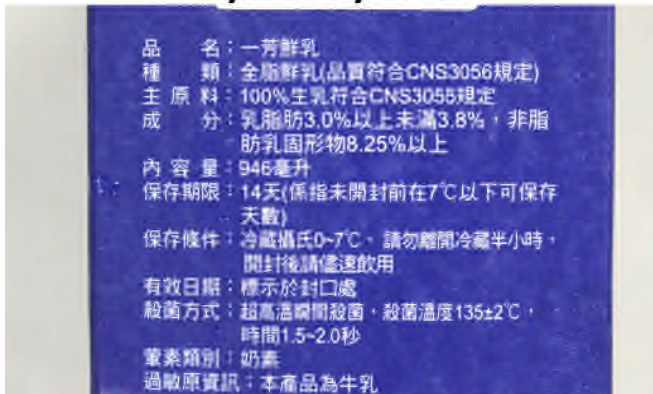 品　　名：一芳鮮乳
種　　類：全脂鮮乳(品質符合CNS3056規定)
主 原 料：100%生乳符合CNS3055規定
成　　分：乳脂肪3.0%以上未滿3.8%，非脂
肪乳固形物8.25%以上
內 容 量：946毫升
保存期限：14天(係指未開封前在7℃以下可保存
天數)
保存條件：冷藏攝氏0~7℃，請勿離開冷藏半小時，
開封後請儘速飲用
有效日期：標示於封口處
殺菌方式：超高溫瞬間殺菌，殺菌溫度135±2℃，
時間1.5~2.0秒
葷素類別：奶素
過敏原資訊：本產品為牛乳